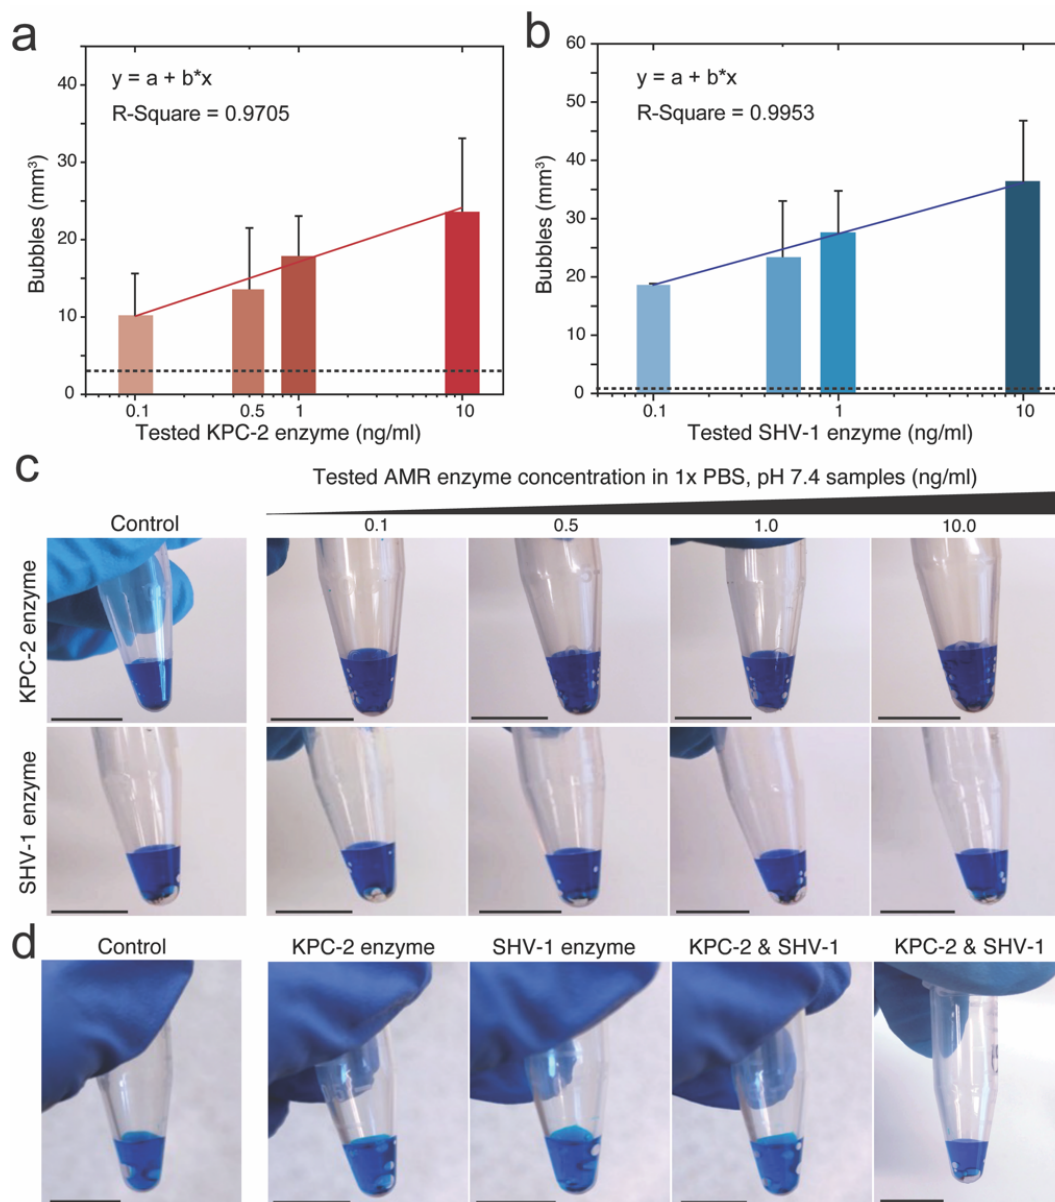 a
y = a + b*x
R-Square = 0.9705
Bubbles (mm³)
40
30
20
10
0
0.1 0.5 1 10
Tested KPC-2 enzyme (ng/ml)
b
y = a + b*x
R-Square = 0.9953
Bubbles (mm³)
60
50
40
30
20
10
0
0.1 1 10
Tested SHV-1 enzyme (ng/ml)
c
Tested AMR enzyme concentration in 1x PBS, pH 7.4 samples (ng/ml)
Control
0.1 0.5 1.0 10.0
KPC-2 enzyme
SHV-1 enzyme
d
Control
KPC-2 enzyme
SHV-1 enzyme
KPC-2 & SHV-1
KPC-2 & SHV-1